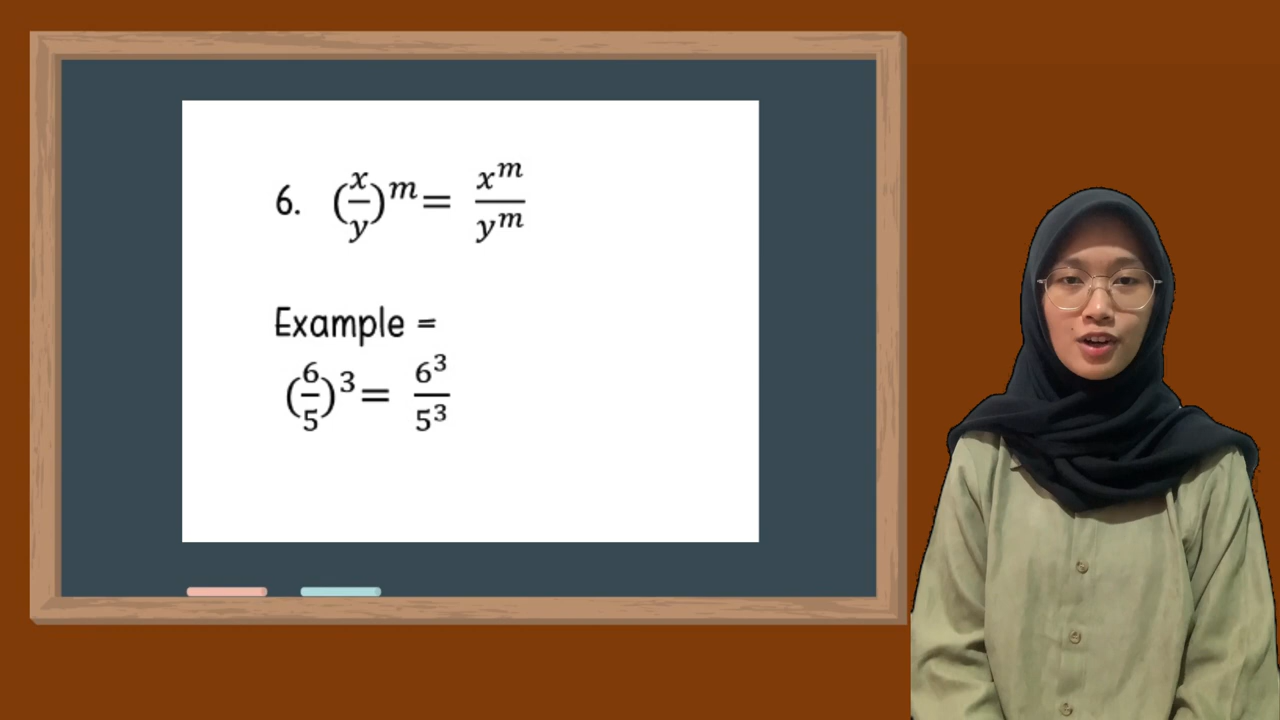 6. (x/y)^m = x^m/y^m
Example =
(6/5)^3 = 6^3/5^3